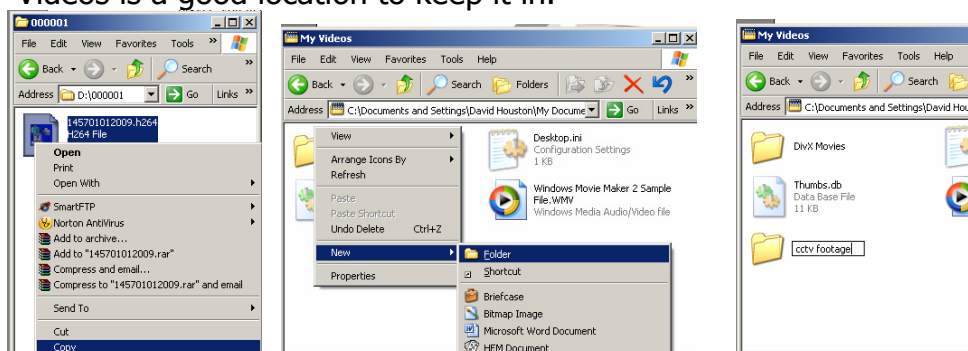 Videos is a good location to keep it in.
000001
File Edit View Favorites Tools »
Back Search »
Address D:\000001 Go Links »
145701012009.h264
H264 File
Open
Print
Open With
SmartFTP
Norton AntiVirus
Add to archive...
Add to "145701012009.rar"
Compress and email...
Compress to "145701012009.rar" and email
Send To
Cut
Copy
My Videos
File Edit View Favorites Tools Help
Back Search Folders »
Address C:\Documents and Settings\David Houston\My Docume Go Links »
View
Arrange Icons By
Refresh
Paste
Paste Shortcut
Undo Delete Ctrl+Z
New
Properties
Desktop.ini
Configuration Settings
1 KB
Windows Movie Maker 2 Sample
File.WMV
Windows Media Audio/Video file
Folder
Shortcut
Briefcase
Bitmap Image
Microsoft Word Document
HFM Document
My Videos
File Edit View Favorites Tools Help
Back Search
Address C:\Documents and Settings\David Hou
DivX Movies
Thumbs.db
Data Base File
11 KB
cctv footage